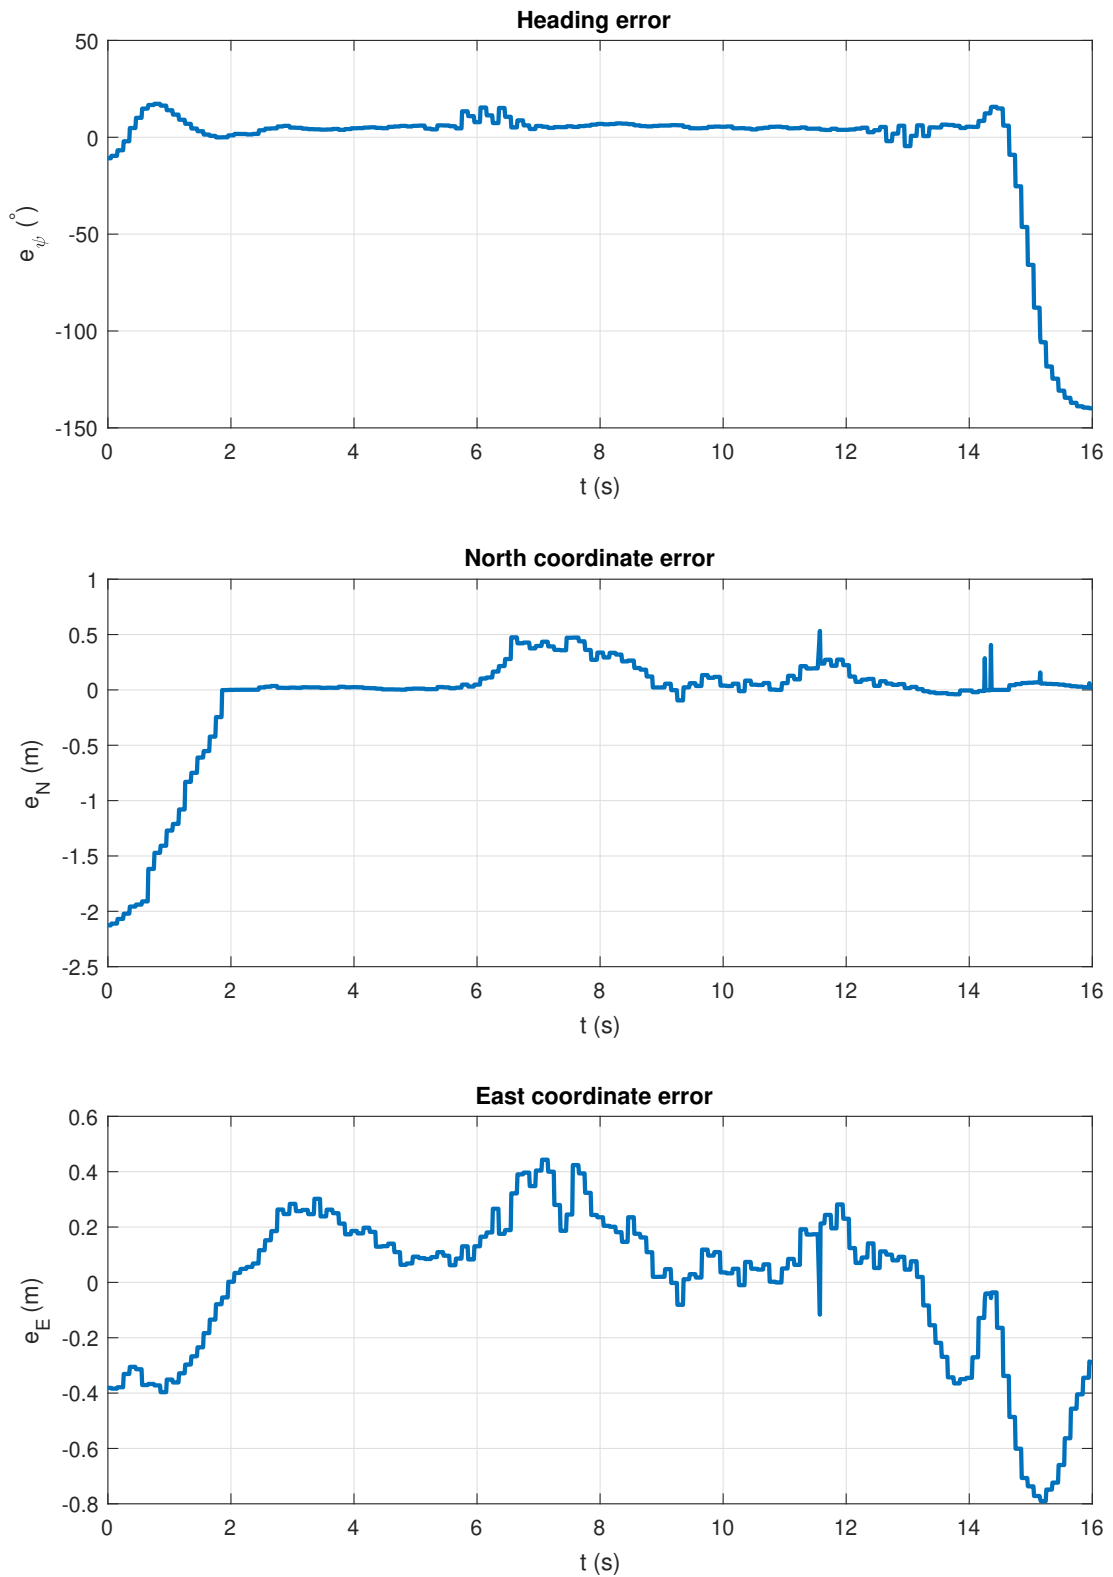 Heading error
50
0
-50
-100
-150
e_ψ (°)
0 2 4 6 8 10 12 14 16
t (s)
North coordinate error
1
0.5
0
-0.5
-1
-1.5
-2
-2.5
e_N (m)
0 2 4 6 8 10 12 14 16
t (s)
East coordinate error
0.6
0.4
0.2
0
-0.2
-0.4
-0.6
-0.8
e_E (m)
0 2 4 6 8 10 12 14 16
t (s)